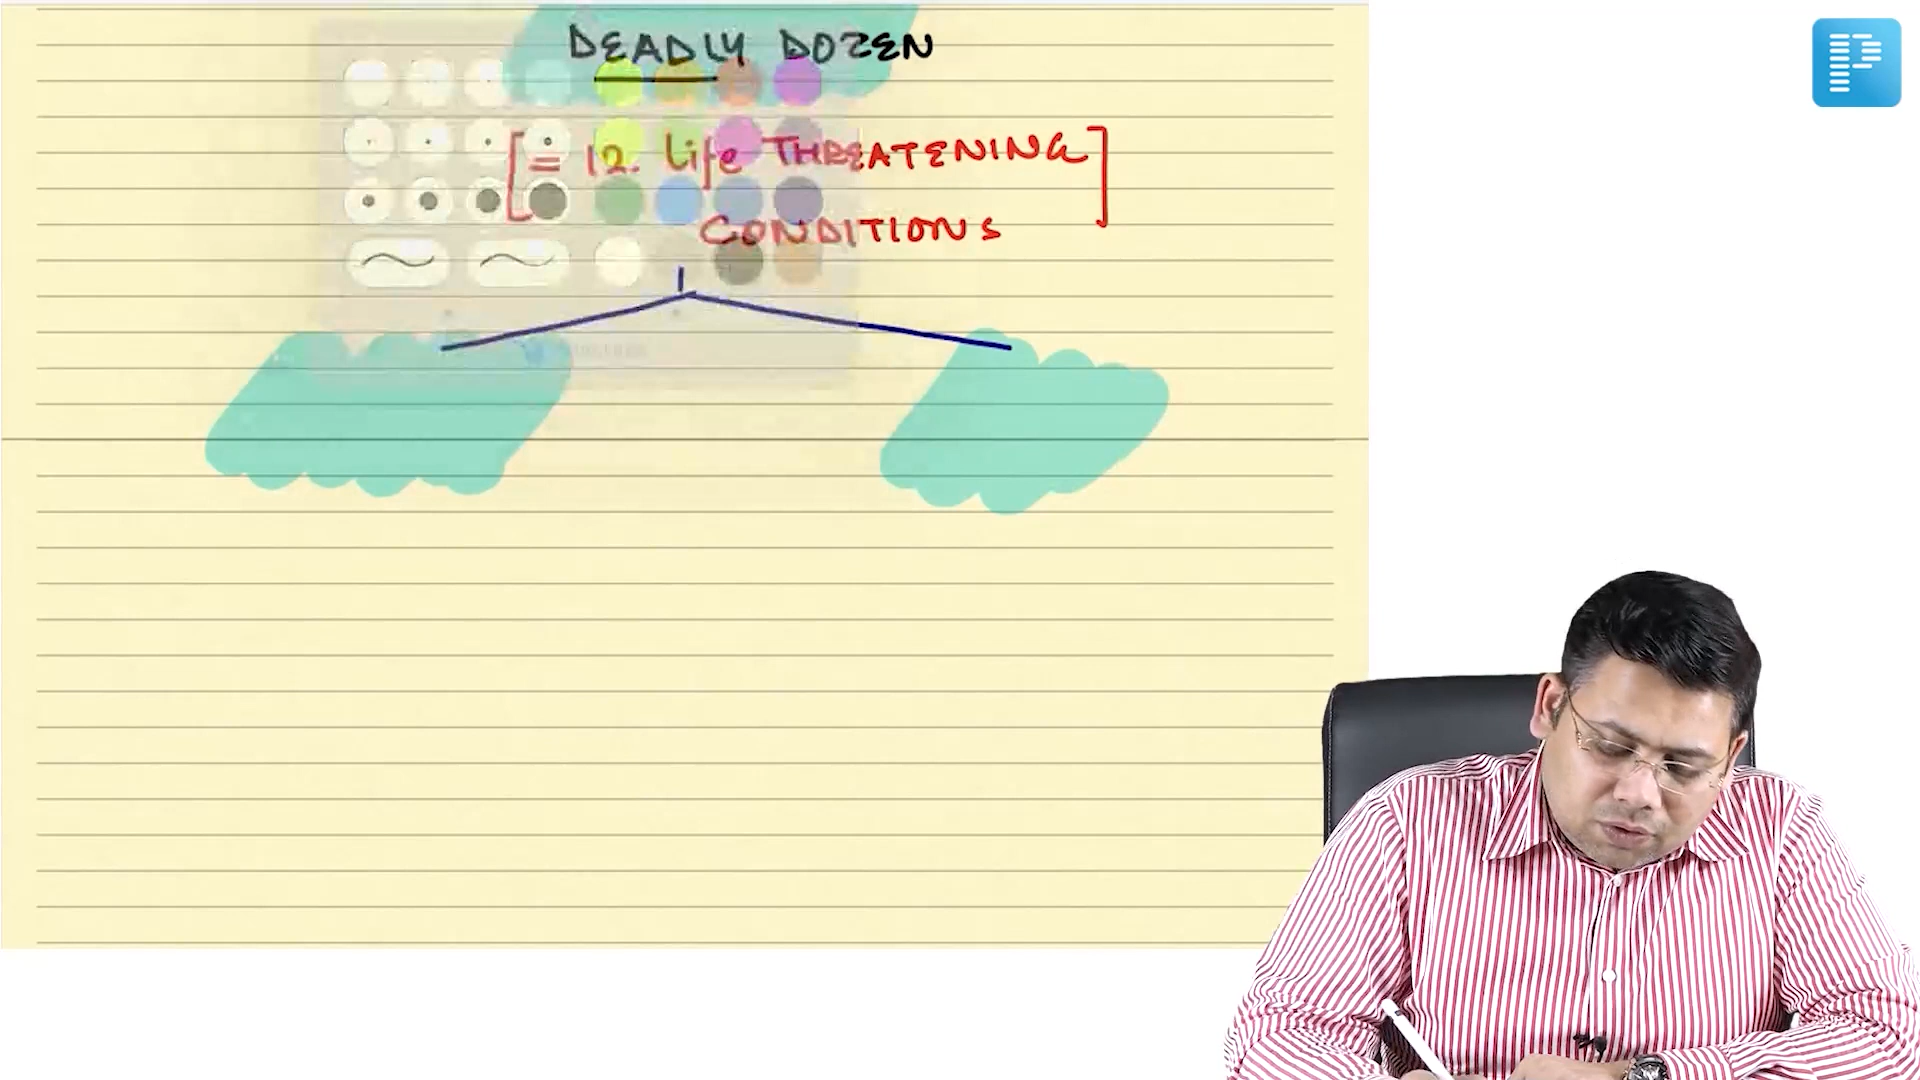 DEADLY DOZEN
[= 12. Life THREATENING]
CONDITIONS